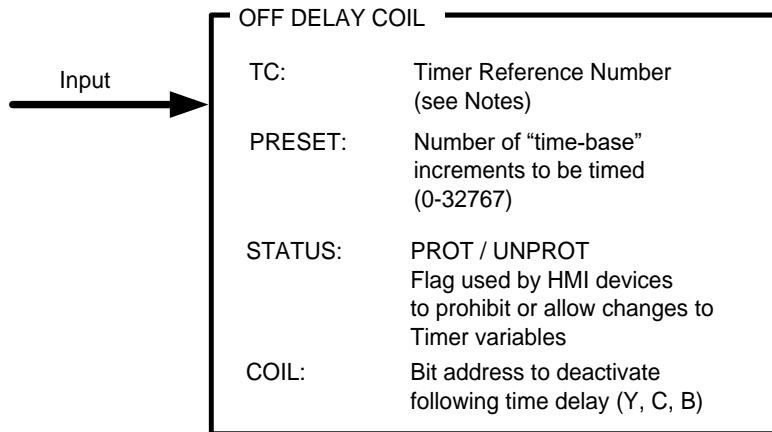 OFF DELAY COIL
Input
TC: Timer Reference Number
(see Notes)
PRESET: Number of “time-base”
increments to be timed
(0-32767)
STATUS: PROT / UNPROT
Flag used by HMI devices
to prohibit or allow changes to
Timer variables
COIL: Bit address to deactivate
following time delay (Y, C, B)